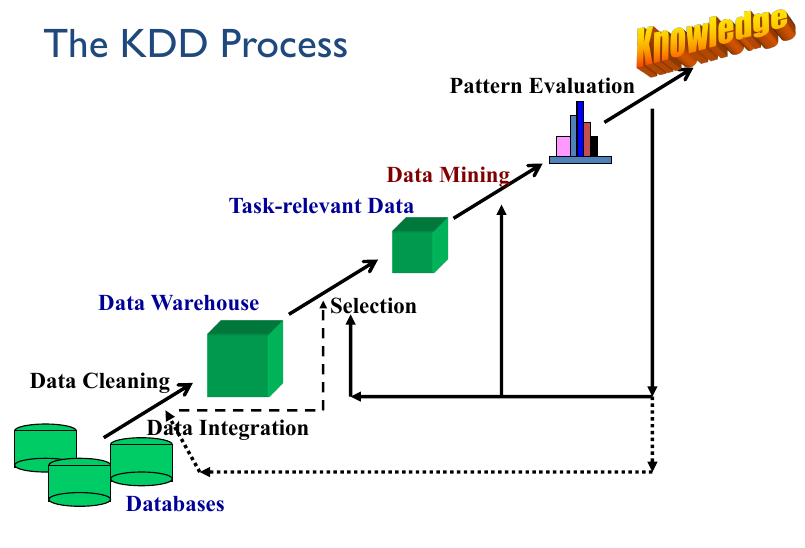 The KDD Process
Knowledge
Pattern Evaluation
Data Mining
Task-relevant Data
Data Warehouse
Selection
Data Cleaning
Data Integration
Databases